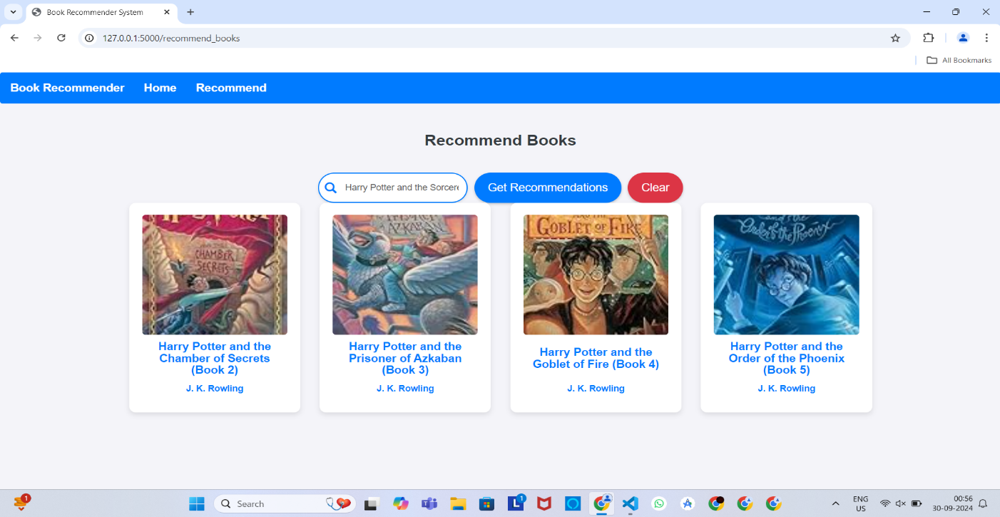 Book Recommender System
127.0.0.1:5000/recommend_books
All Bookmarks
Book Recommender Home Recommend
Recommend Books
Harry Potter and the Sorcere
Get Recommendations
Clear
CHAMBER
SECRETS
AZKABAN
GOBLET OF FIRE
Order of the Phoenix
Harry Potter and the
Chamber of Secrets
(Book 2)
J. K. Rowling
Harry Potter and the
Prisoner of Azkaban
(Book 3)
J. K. Rowling
Harry Potter and the
Goblet of Fire (Book 4)
J. K. Rowling
Harry Potter and the
Order of the Phoenix
(Book 5)
J. K. Rowling
1
Search
1
ENG
US
00:56
30-09-2024